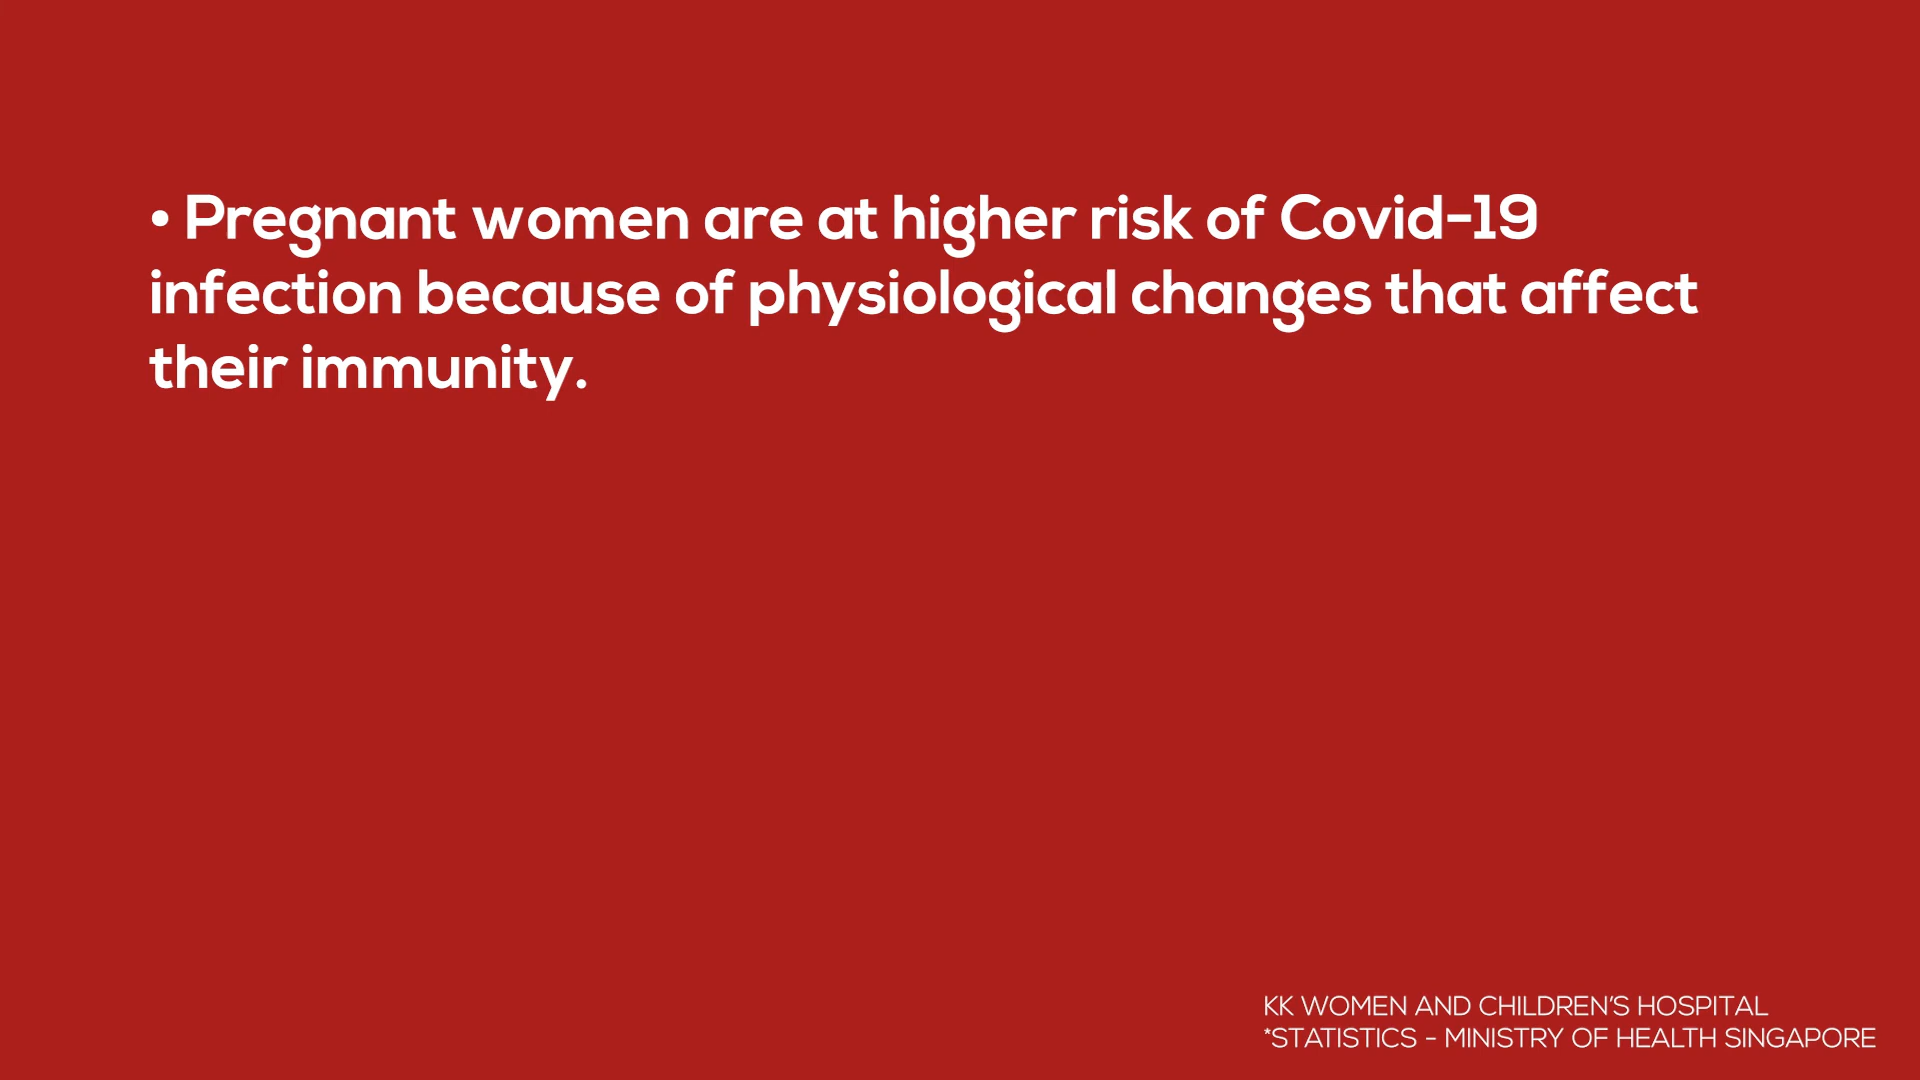 • Pregnant women are at higher risk of Covid-19
infection because of physiological changes that affect
their immunity.
KK WOMEN AND CHILDREN'S HOSPITAL
*STATISTICS - MINISTRY OF HEALTH SINGAPORE